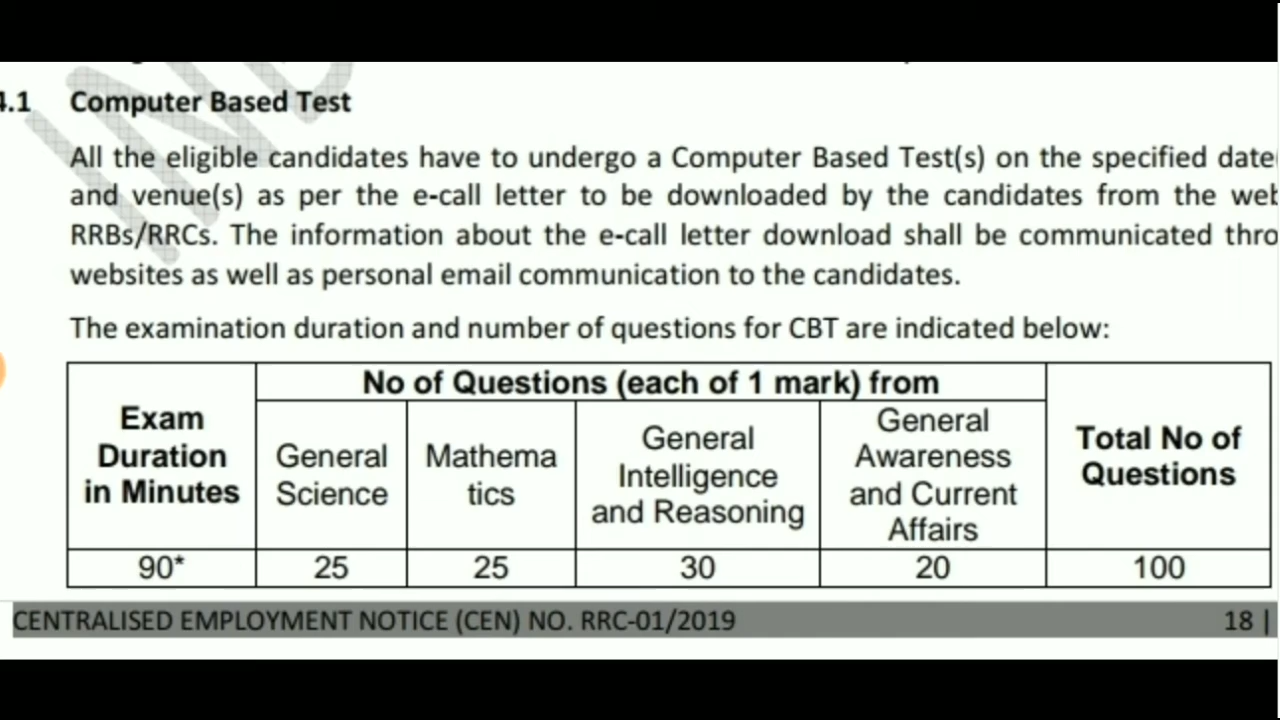 4.1 Computer Based Test
All the eligible candidates have to undergo a Computer Based Test(s) on the specified date(
and venue(s) as per the e-call letter to be downloaded by the candidates from the web
RRBs/RRCs. The information about the e-call letter download shall be communicated thro
websites as well as personal email communication to the candidates.
The examination duration and number of questions for CBT are indicated below:
No of Questions (each of 1 mark) from
Exam
Duration
in Minutes
General
Science
Mathema
tics
General
Intelligence
and Reasoning
General
Awareness
and Current
Affairs
Total No of
Questions
90* 25 25 30 20 100
CENTRALISED EMPLOYMENT NOTICE (CEN) NO. RRC-01/2019 18 |